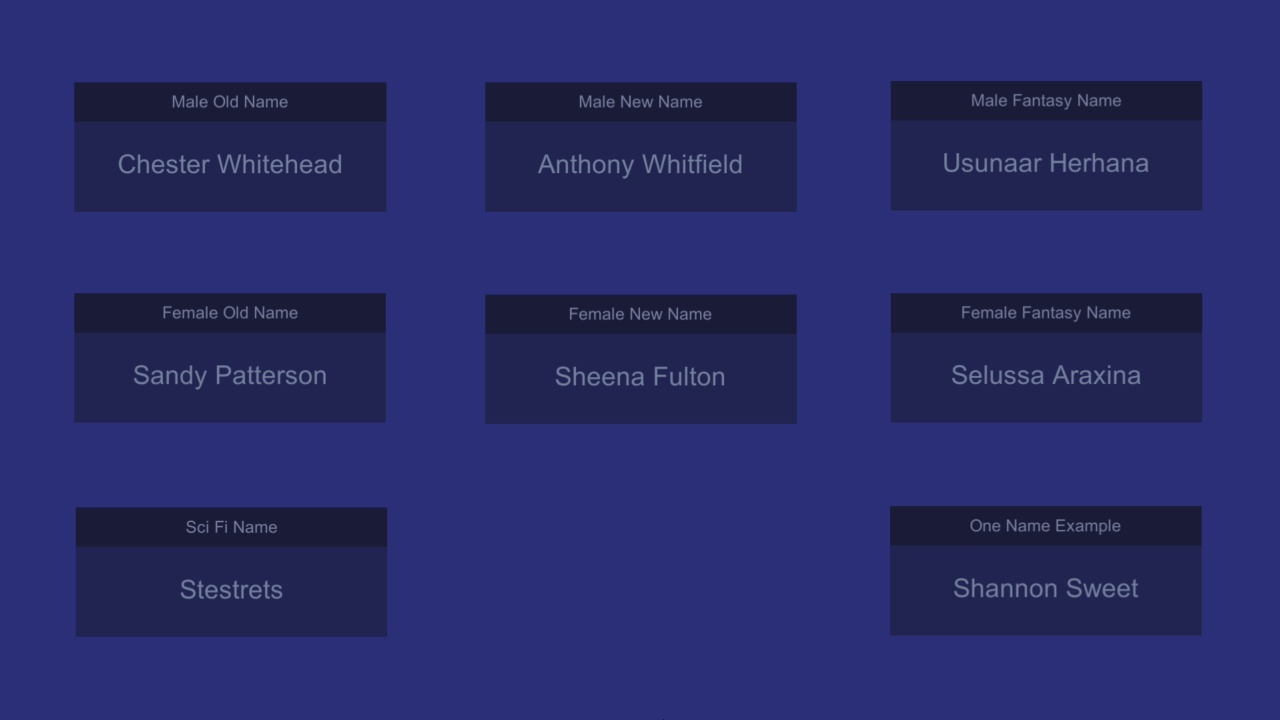 Male Old Name
Chester Whitehead
Male New Name
Anthony Whitfield
Male Fantasy Name
Usunaar Herhana
Female Old Name
Sandy Patterson
Female New Name
Sheena Fulton
Female Fantasy Name
Selussa Araxina
Sci Fi Name
Stestrets
One Name Example
Shannon Sweet